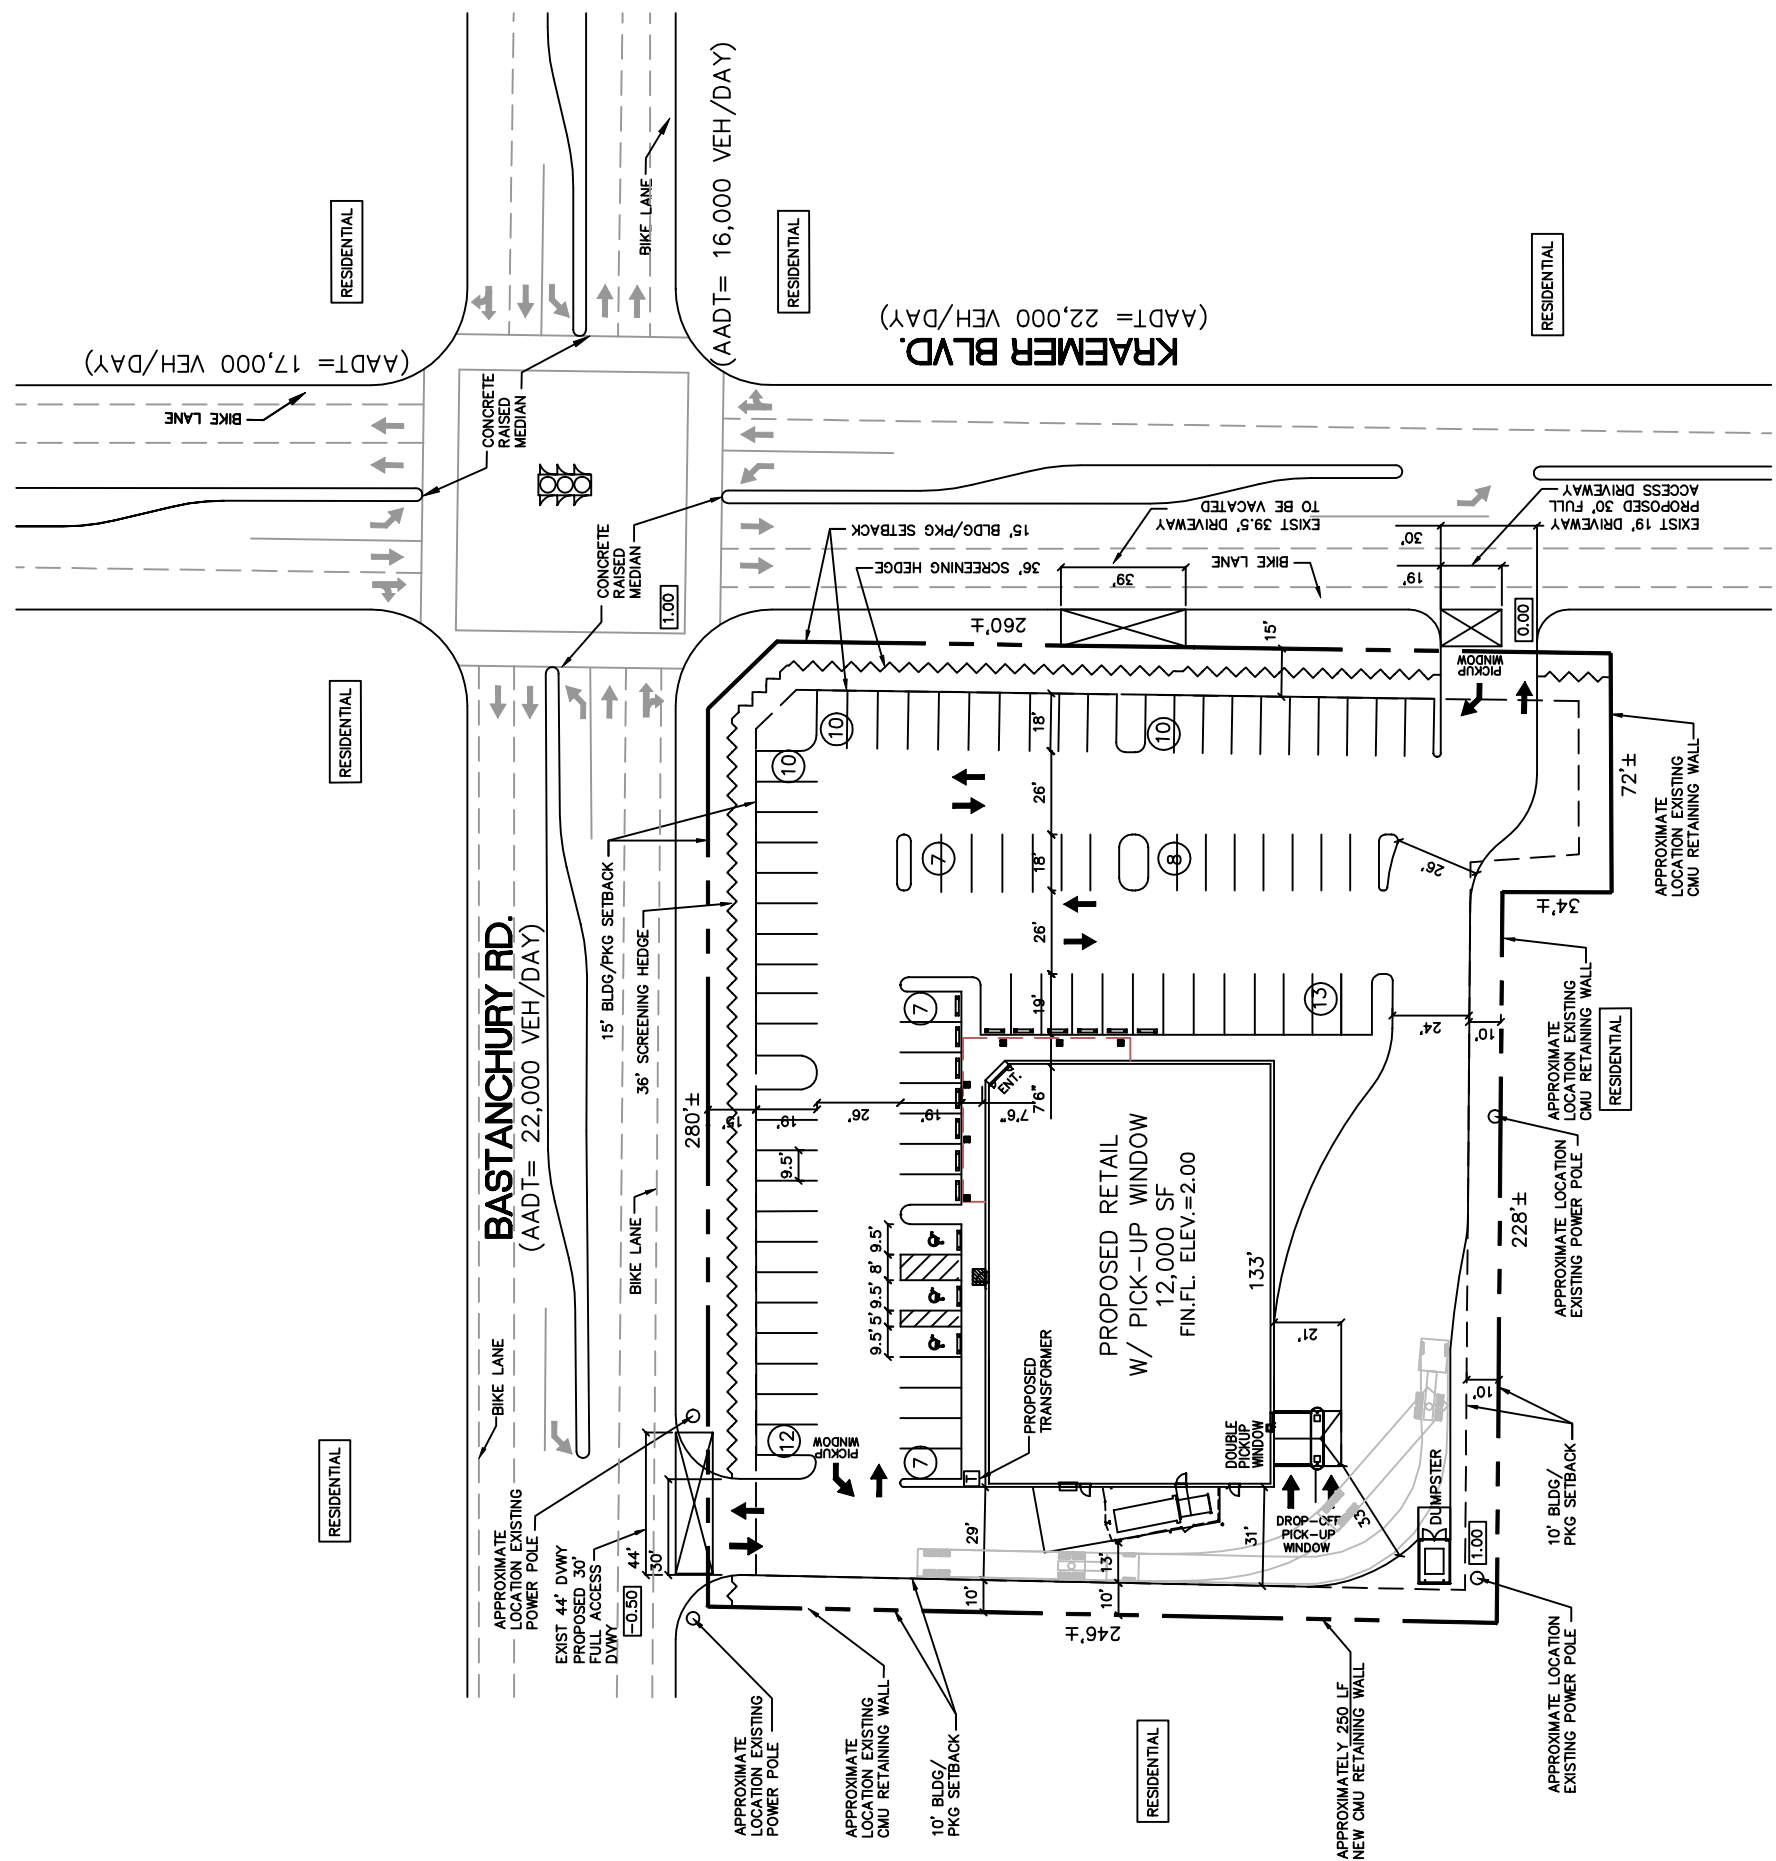 RESIDENTIAL
(AADT= 17,000 VEH/DAY)
BIKE LANE
BIKE LANE
(AADT= 16,000 VEH/DAY)
RESIDENTIAL
KRAEMER BLVD.
(AADT= 22,000 VEH/DAY)
RESIDENTIAL
CONCRETE
RAISED
MEDIAN
CONCRETE
RAISED
MEDIAN
1.00
15' BLDG/PKG SETBACK
36' SCREENING HEDGE
EXIST 39.5' DRIVEWAY
TO BE VACATED
39'
BIKE LANE
EXIST 19' DRIVEWAY
PROPOSED 30' FULL
ACCESS DRIVEWAY
30'
19'
0.00
260'±
15'
PICKUP
WINDOW
RESIDENTIAL
10
10
10
18'
26'
18'
26'
19'
7'6"
7
8
26'
72'±
APPROXIMATE
LOCATION EXISTING
CMU RETAINING WALL
34'±
BASTANCHURY RD.
(AADT= 22,000 VEH/DAY)
15' BLDG/PKG SETBACK
36' SCREENING HEDGE
280'±
15'
19'
26'
19'
7'6"
9.5'
7
13
24'
10'
APPROXIMATE
LOCATION EXISTING
CMU RETAINING WALL
RESIDENTIAL
ENT.
BIKE LANE
BIKE LANE
9.5'
8'
9.5'
5'
9.5'
PROPOSED RETAIL
W/ PICK-UP WINDOW
12,000 SF
FIN.FL. ELEV.=2.00
133'
228'±
APPROXIMATE LOCATION
EXISTING POWER POLE
21'
10'
PROPOSED
TRANSFORMER
T
12
7
PICKUP
WINDOW
DOUBLE
PICKUP
WINDOW
DROP-OFF
PICK-UP
WINDOW
33'
DUMPSTER
1.00
10' BLDG/
PKG SETBACK
RESIDENTIAL
APPROXIMATE
LOCATION EXISTING
POWER POLE
EXIST 44' DVWY
PROPOSED 30'
FULL ACCESS
DVWY
-0.50
44'
30'
29'
10'
13'
10'
31'
246'±
APPROXIMATE
LOCATION EXISTING
POWER POLE
APPROXIMATE
LOCATION EXISTING
CMU RETAINING WALL
10' BLDG/
PKG SETBACK
RESIDENTIAL
APPROXIMATELY 250 LF
NEW CMU RETAINING WALL
APPROXIMATE LOCATION
EXISTING POWER POLE